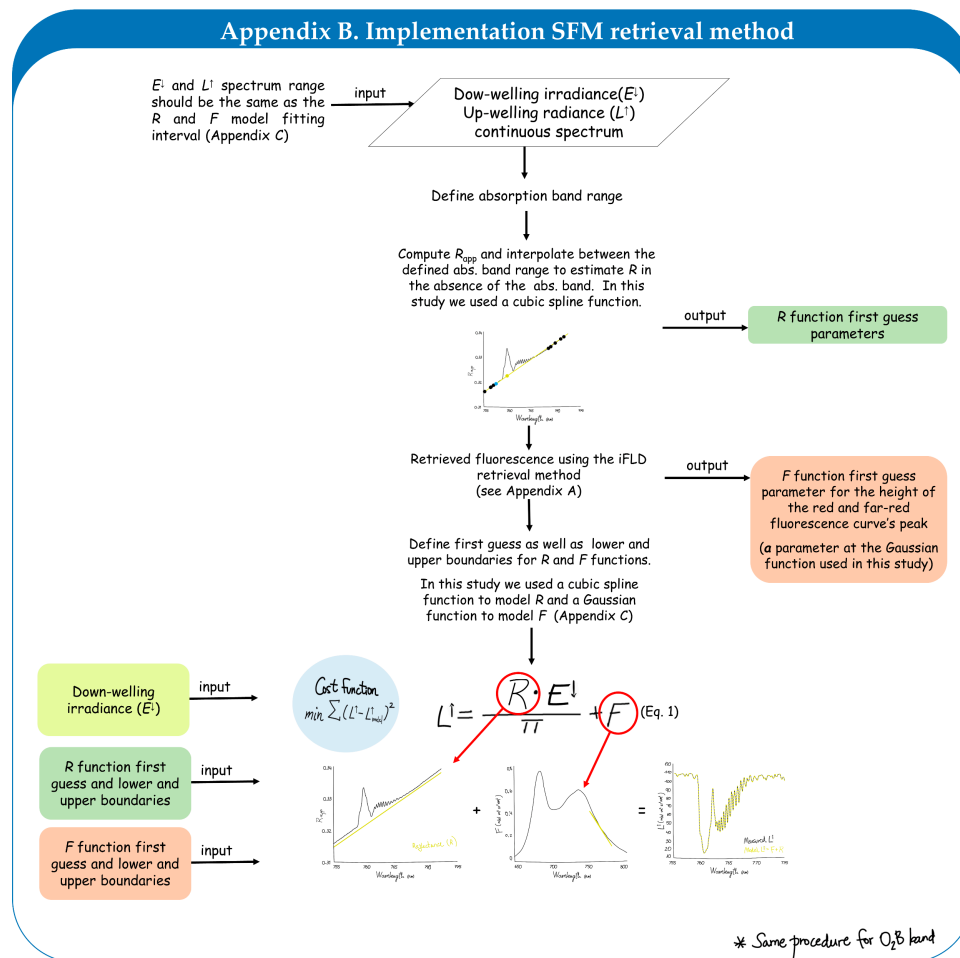 Appendix B. Implementation SFM retrieval method
E↓ and L↑ spectrum range
should be the same as the
R and F model fitting
interval (Appendix C)
input
Dow-welling irradiance(E↓)
Up-welling radiance (L↑)
continuous spectrum
Define absorption band range
Compute Rapp and interpolate between the
defined abs. band range to estimate R in
the absence of the abs. band. In this
study we used a cubic spline function.
output
R function first guess
parameters
Wavelength nm
Retrieved fluorescence using the iFLD
retrieval method
(see Appendix A)
output
F function first guess
parameter for the height of
the red and far-red
fluorescence curve's peak
(a parameter at the Gaussian
function used in this study)
Define first guess as well as lower and
upper boundaries for R and F functions.
In this study we used a cubic spline
function to model R and a Gaussian
function to model F (Appendix C)
Down-welling
irradiance (E↓)
input
Cost function
min ∑(L↑-L↑model)²
L↑= R·E↓/π + F
(Eq. 1)
R function first
guess and lower and
upper boundaries
input
F function first
guess and lower and
upper boundaries
input
+
=
Wavelength nm
Wavelength nm
Measured L↑
Wavelength nm
* Same procedure for O₂B band